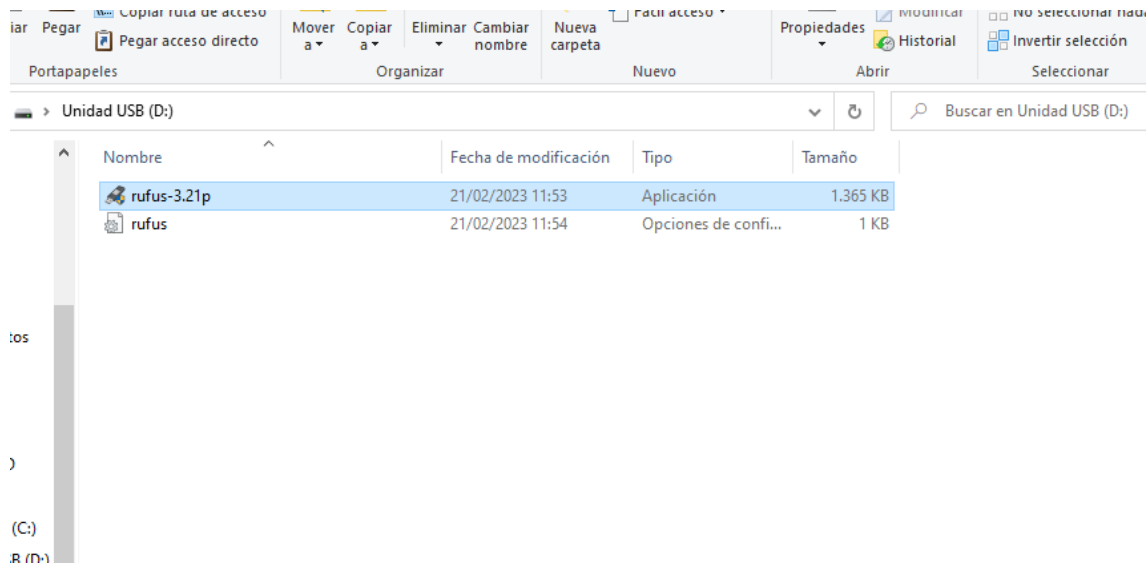 Copiar ruta de acceso
Pegar
Pegar acceso directo
Portapapeles
Mover a
Copiar a
Eliminar
Cambiar nombre
Organizar
Nueva carpeta
Fácil acceso
Nuevo
Propiedades
Modificar
Historial
Abrir
No seleccionar
Invertir selección
Seleccionar
Unidad USB (D:)
Buscar en Unidad USB (D:)
Nombre
Fecha de modificación
Tipo
Tamaño
rufus-3.21p
21/02/2023 11:53
Aplicación
1.365 KB
rufus
21/02/2023 11:54
Opciones de confi...
1 KB
(C:)
(D:)